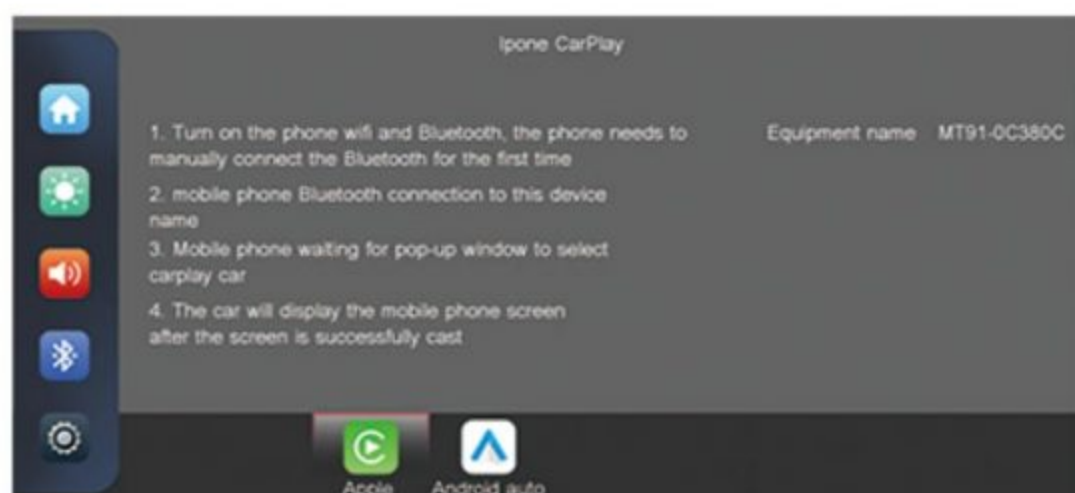 Ipone CarPlay
1. Turn on the phone wifi and Bluetooth, the phone needs to
manually connect the Bluetooth for the first time
Equipment name MT91-0C380C
2. mobile phone Bluetooth connection to this device
name
3. Mobile phone waiting for pop-up window to select
carplay car
4. The car will display the mobile phone screen
after the screen is successfully cast
Apple
Android auto